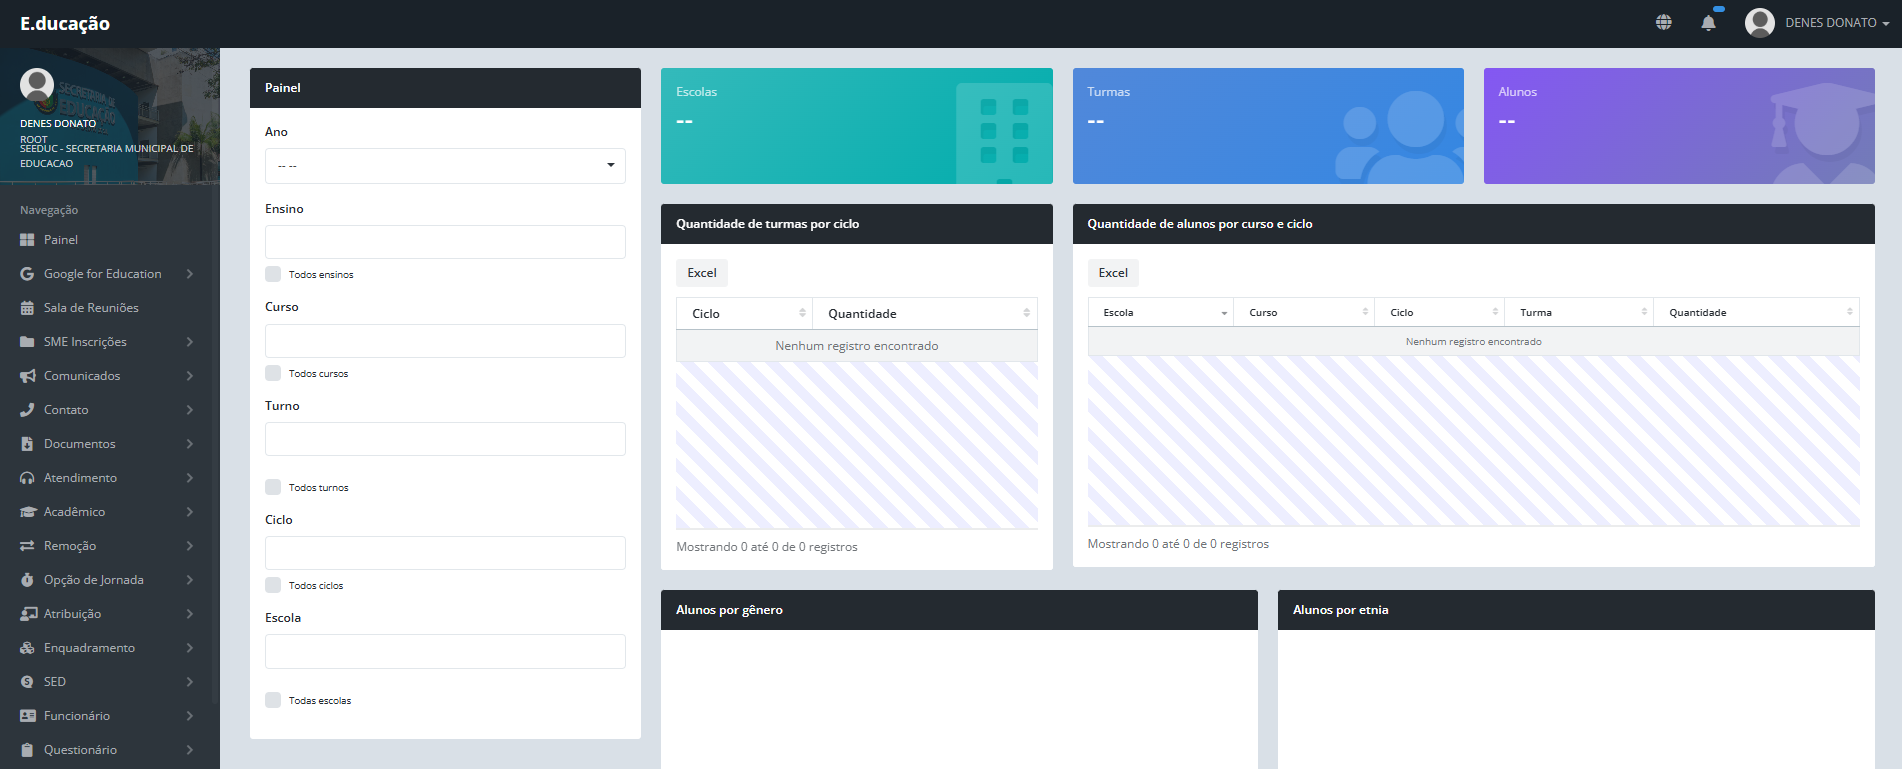 E.ducação
DENES DONATO
SECRETARIA DE
EDUCAÇÃO
DENES DONATO
ROOT
SEEDUC - SECRETARIA MUNICIPAL DE
EDUCACAO
Navegação
Painel
Google for Education
Sala de Reuniões
SME Inscrições
Comunicados
Contato
Documentos
Atendimento
Acadêmico
Remoção
Opção de Jornada
Atribuição
Enquadramento
SED
Funcionário
Questionário
Painel
Ano
-- --
Ensino
Todos ensinos
Curso
Todos cursos
Turno
Todos turnos
Ciclo
Todos ciclos
Escola
Todas escolas
Escolas
--
Turmas
--
Alunos
--
Quantidade de turmas por ciclo
Excel
Ciclo Quantidade
Nenhum registro encontrado
Mostrando 0 até 0 de 0 registros
Quantidade de alunos por curso e ciclo
Excel
Escola Curso Ciclo Turma Quantidade
Nenhum registro encontrado
Mostrando 0 até 0 de 0 registros
Alunos por gênero
Alunos por etnia